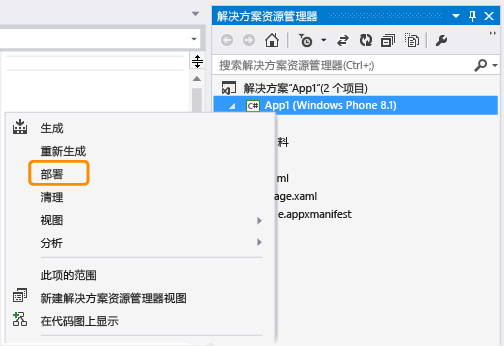 解决方案资源管理器
搜索解决方案资源管理器(Ctrl+;)
解决方案"App1"(2 个项目)
C# App1 (Windows Phone 8.1)
料
ml
age.xaml
e.appxmanifest
生成
重新生成
部署
清理
视图
分析
此项的范围
新建解决方案资源管理器视图
在代码图上显示